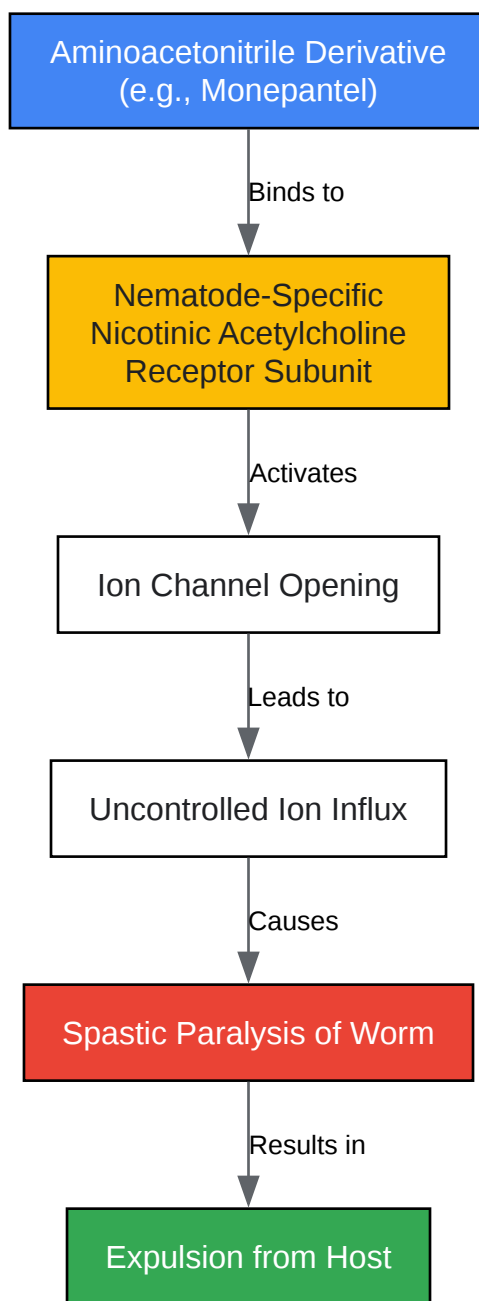 Aminoacetonitrile Derivative
(e.g., Monepantel)
Binds to
Nematode-Specific
Nicotinic Acetylcholine
Receptor Subunit
Activates
Ion Channel Opening
Leads to
Uncontrolled Ion Influx
Causes
Spastic Paralysis of Worm
Results in
Expulsion from Host